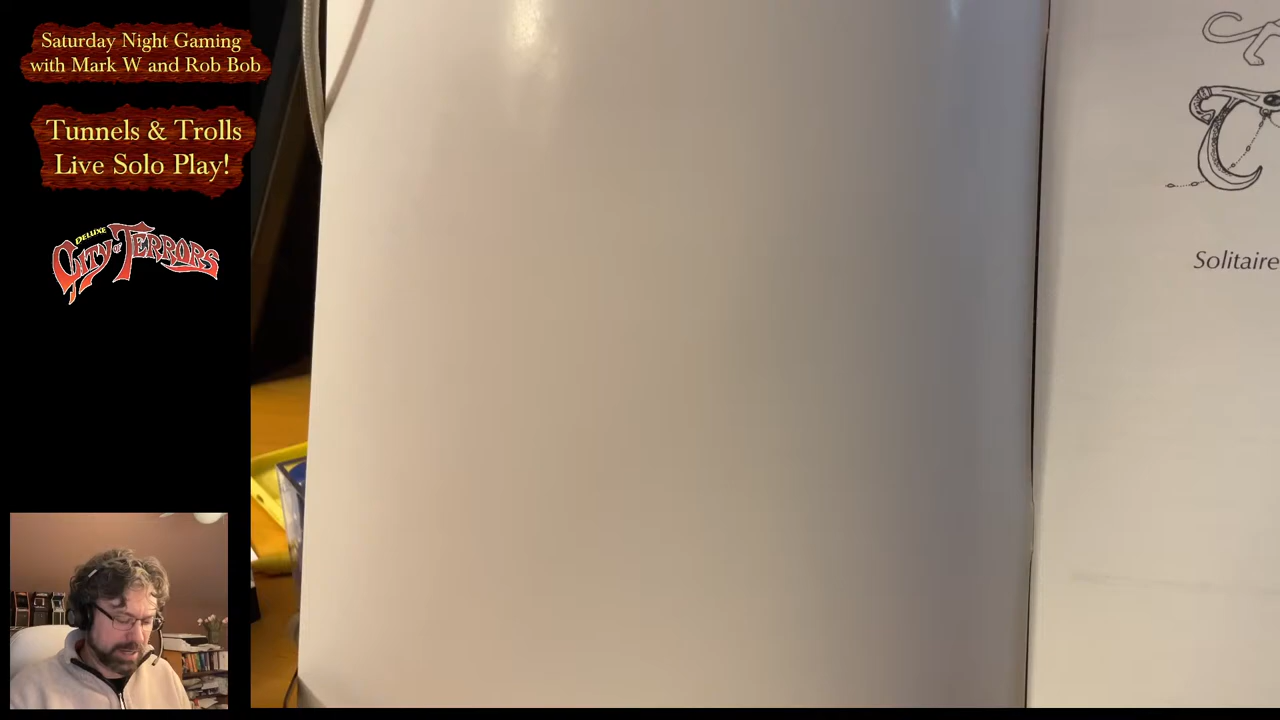 Saturday Night Gaming
with Mark W and Rob Bob
Tunnels & Trolls
Live Solo Play!
DELUXE
CITY OF TERRORS
Solitaire